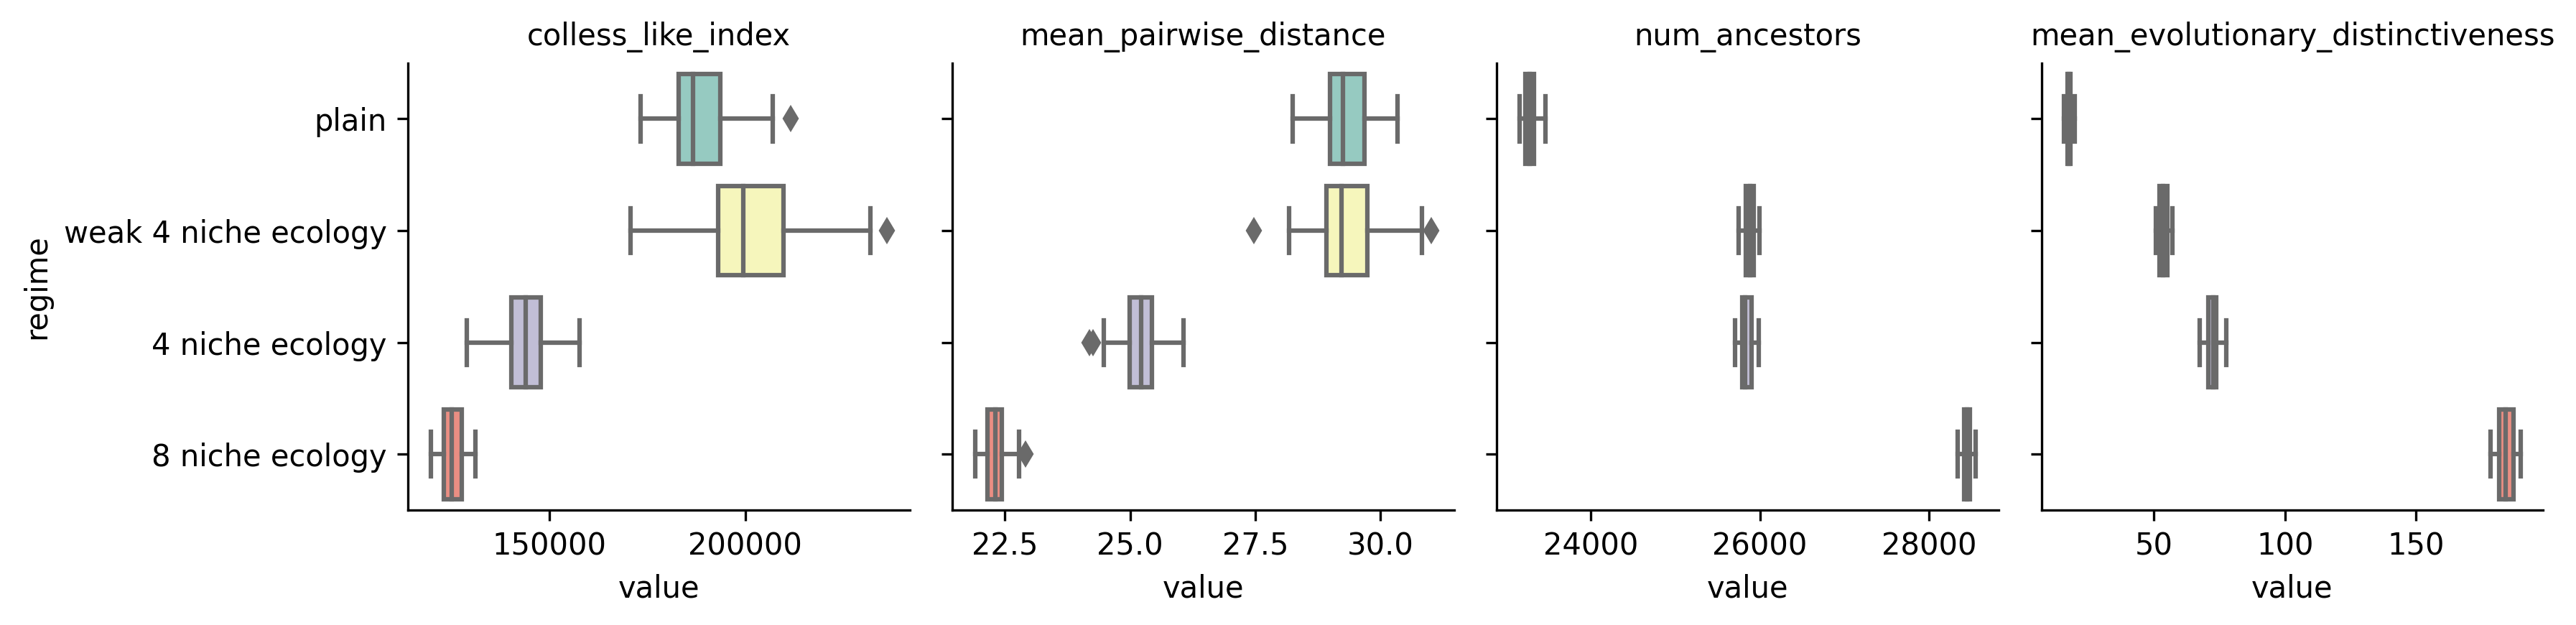 colless_like_index
mean_pairwise_distance
num_ancestors
mean_evolutionary_distinctiveness
regime
plain
weak 4 niche ecology
4 niche ecology
8 niche ecology
150000 200000
22.5 25.0 27.5 30.0
24000 26000 28000
50 100 150
value
value
value
value